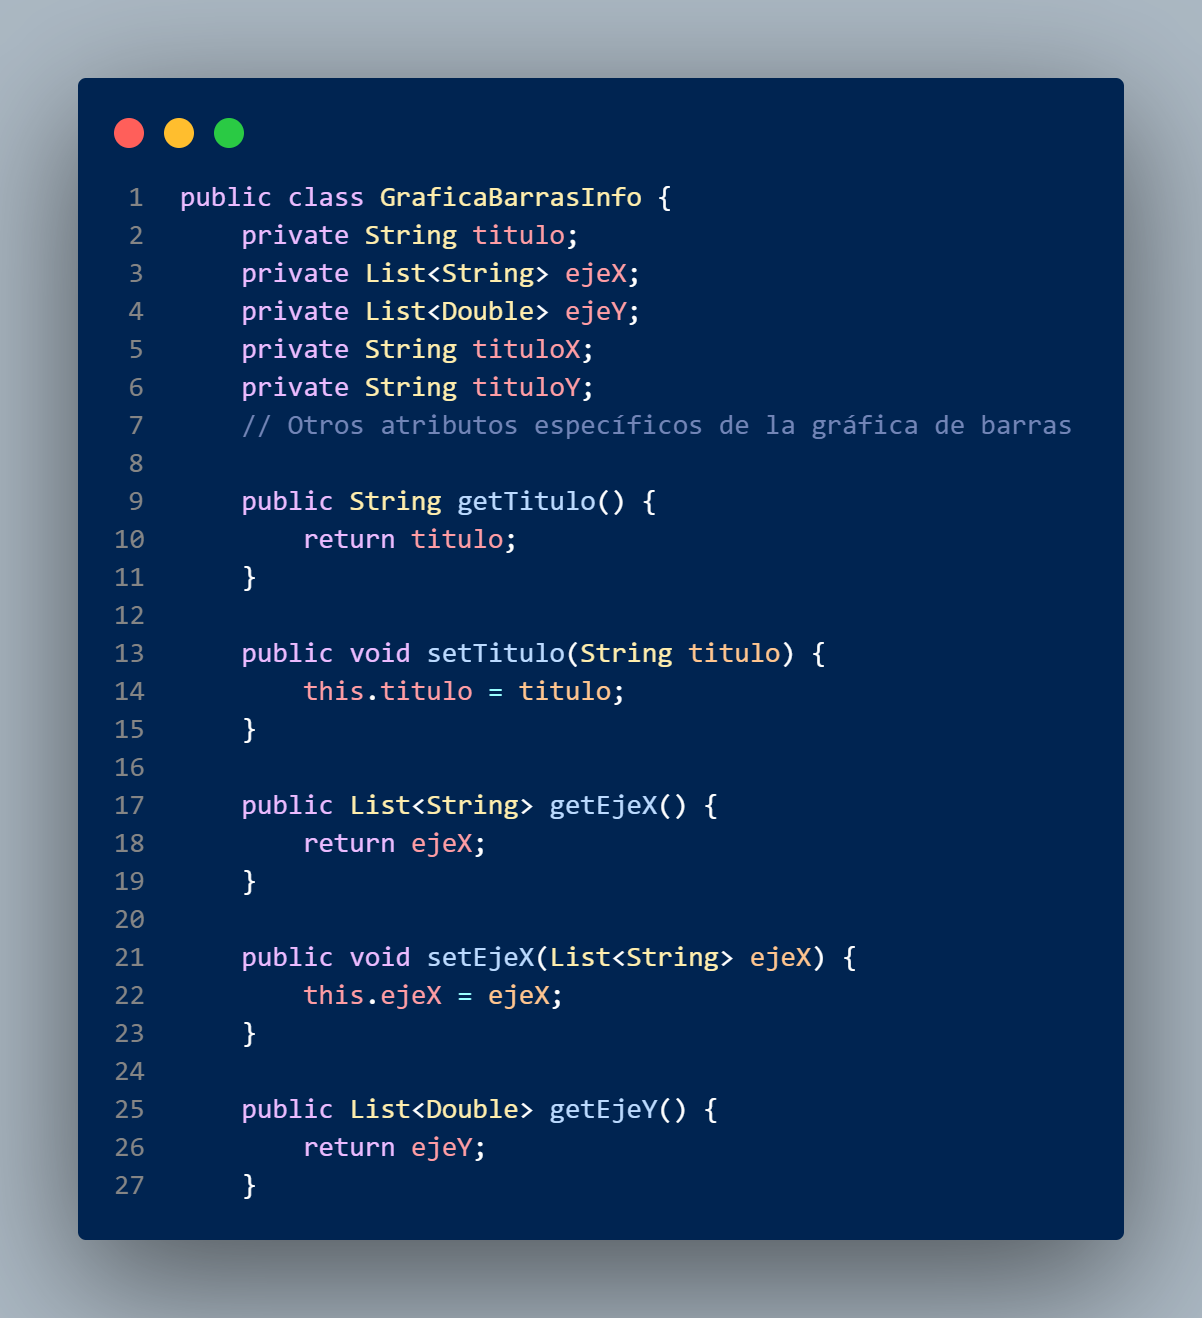 1 public class GraficaBarrasInfo {
2     private String titulo;
3     private List<String> ejeX;
4     private List<Double> ejeY;
5     private String tituloX;
6     private String tituloY;
7     // Otros atributos específicos de la gráfica de barras
8
9     public String getTitulo() {
10         return titulo;
11     }
12
13     public void setTitulo(String titulo) {
14         this.titulo = titulo;
15     }
16
17     public List<String> getEjeX() {
18         return ejeX;
19     }
20
21     public void setEjeX(List<String> ejeX) {
22         this.ejeX = ejeX;
23     }
24
25     public List<Double> getEjeY() {
26         return ejeY;
27     }